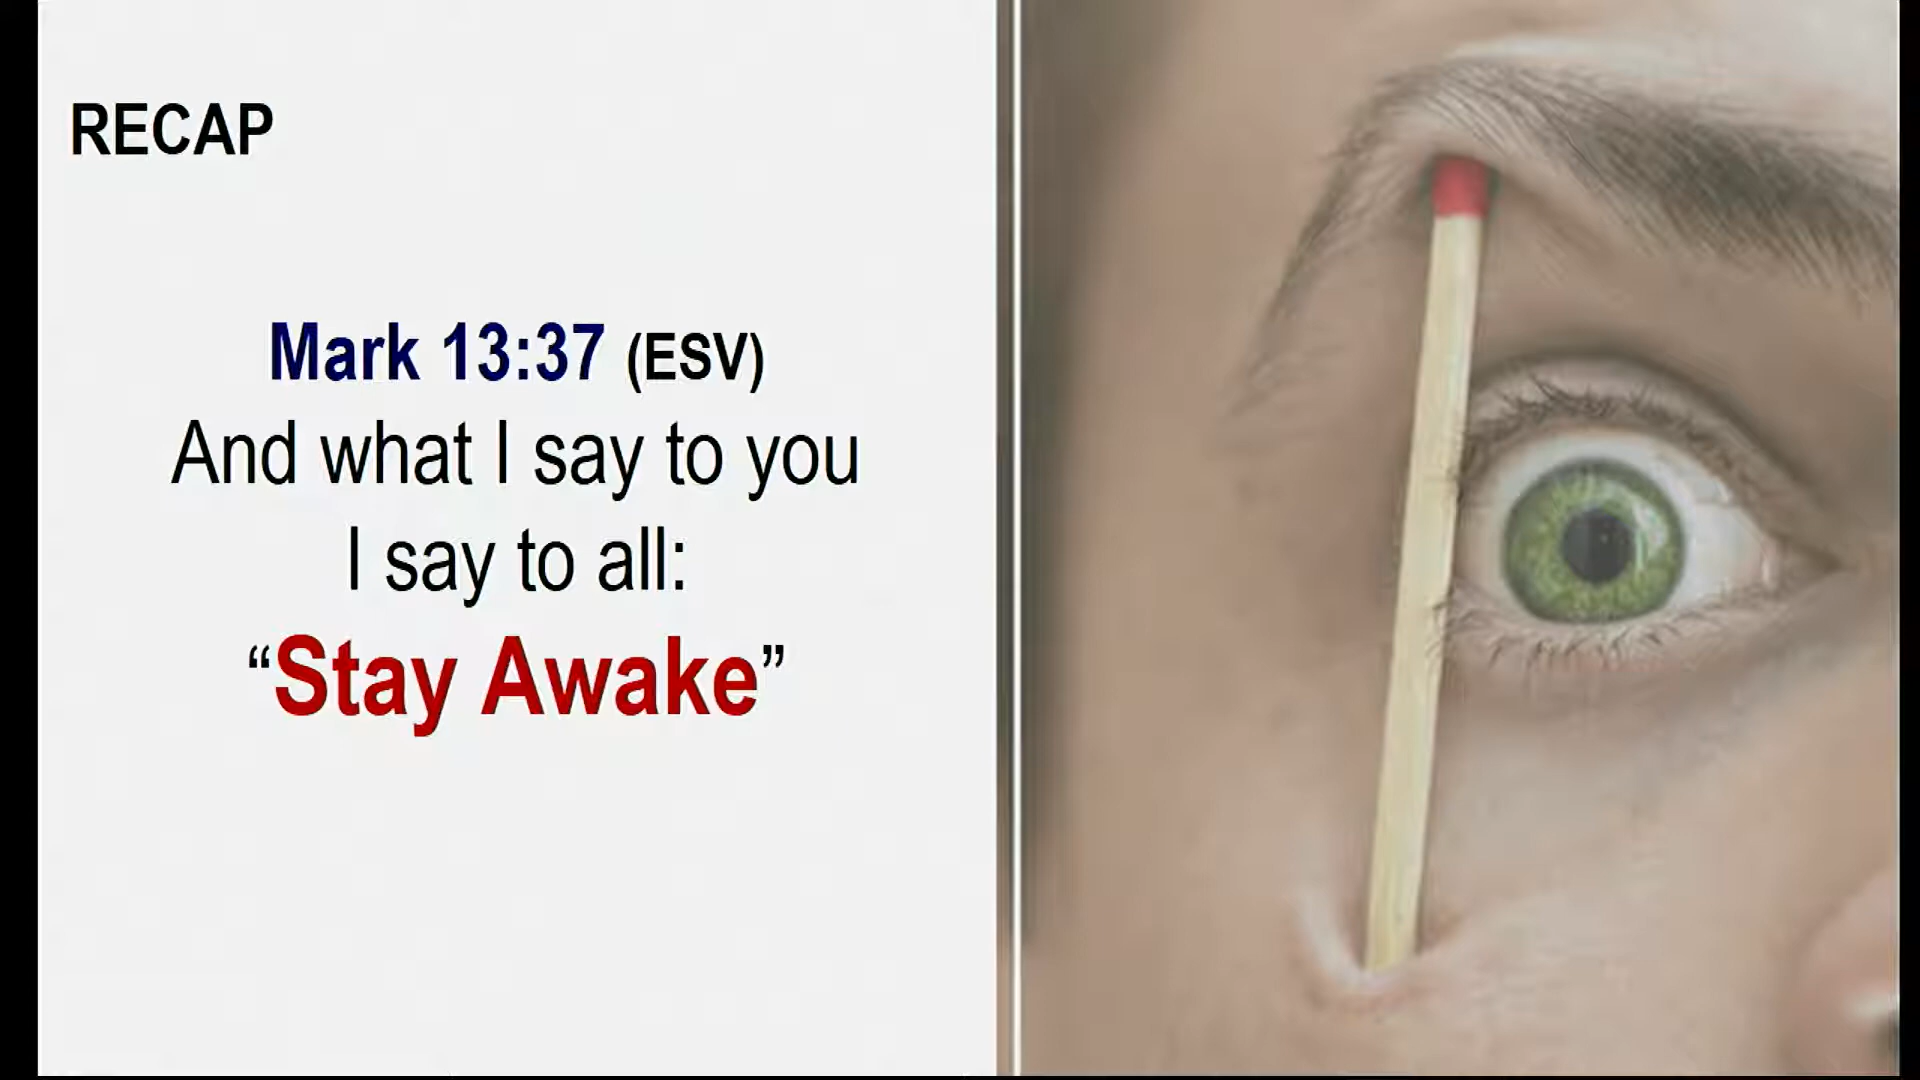 RECAP
Mark 13:37 (ESV)
And what I say to you
I say to all:
“Stay Awake”